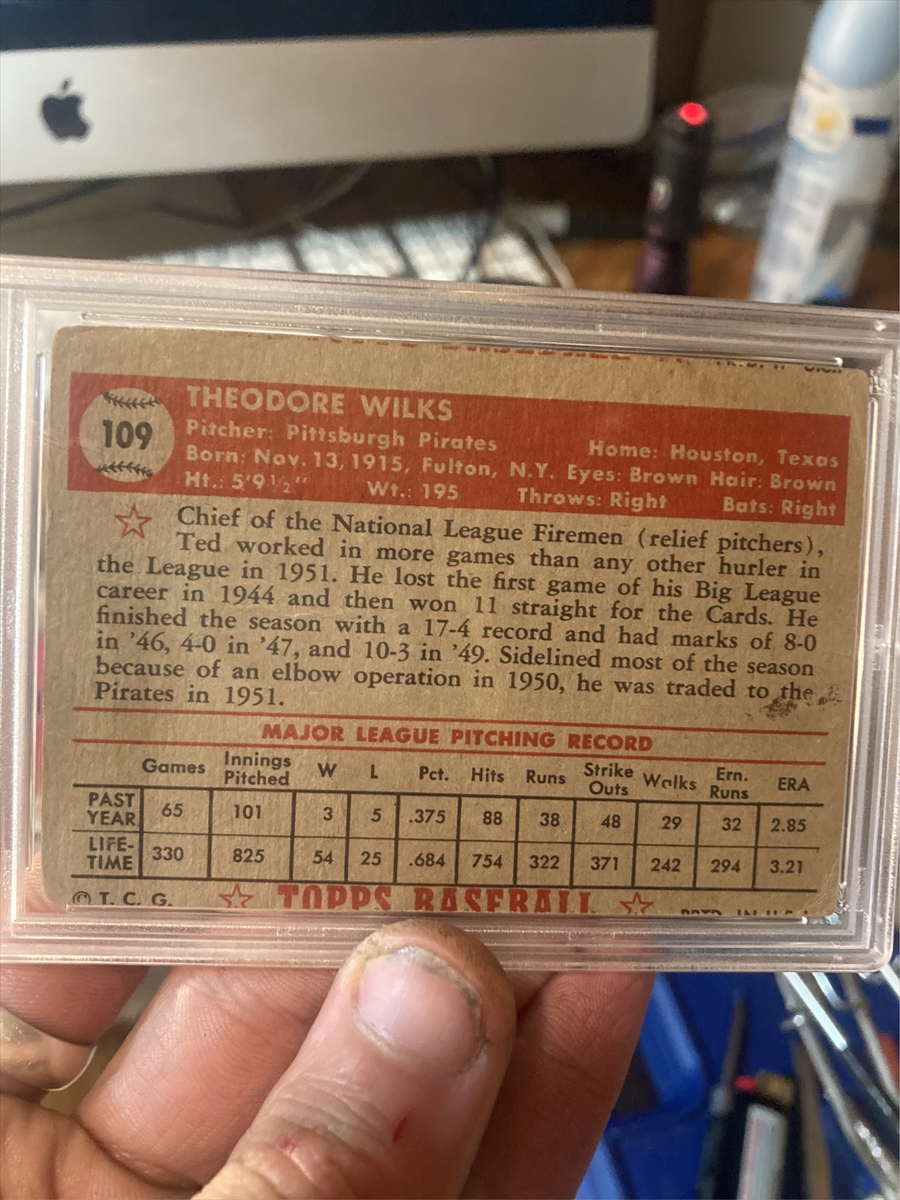 THEODORE WILKS
109
Pitcher: Pittsburgh Pirates Home: Houston, Texas
Born: Nov. 13, 1915, Fulton, N.Y. Eyes: Brown Hair: Brown
Ht.: 5'9 1/2" Wt.: 195 Throws: Right Bats: Right
Chief of the National League Firemen (relief pitchers),
Ted worked in more games than any other hurler in
the League in 1951. He lost the first game of his Big League
career in 1944 and then won 11 straight for the Cards. He
finished the season with a 17-4 record and had marks of 8-0
in '46, 4-0 in '47, and 10-3 in '49. Sidelined most of the season
because of an elbow operation in 1950, he was traded to the
Pirates in 1951.
MAJOR LEAGUE PITCHING RECORD
Games Innings Pitched W L Pct. Hits Runs Strike Outs Walks Ern. Runs ERA
PAST YEAR 65 101 3 5 .375 88 38 48 29 32 2.85
LIFE-TIME 330 825 54 25 .684 754 322 371 242 294 3.21
© T. C. G. TOPPS BASEBALL PRTD. IN U.S.A.